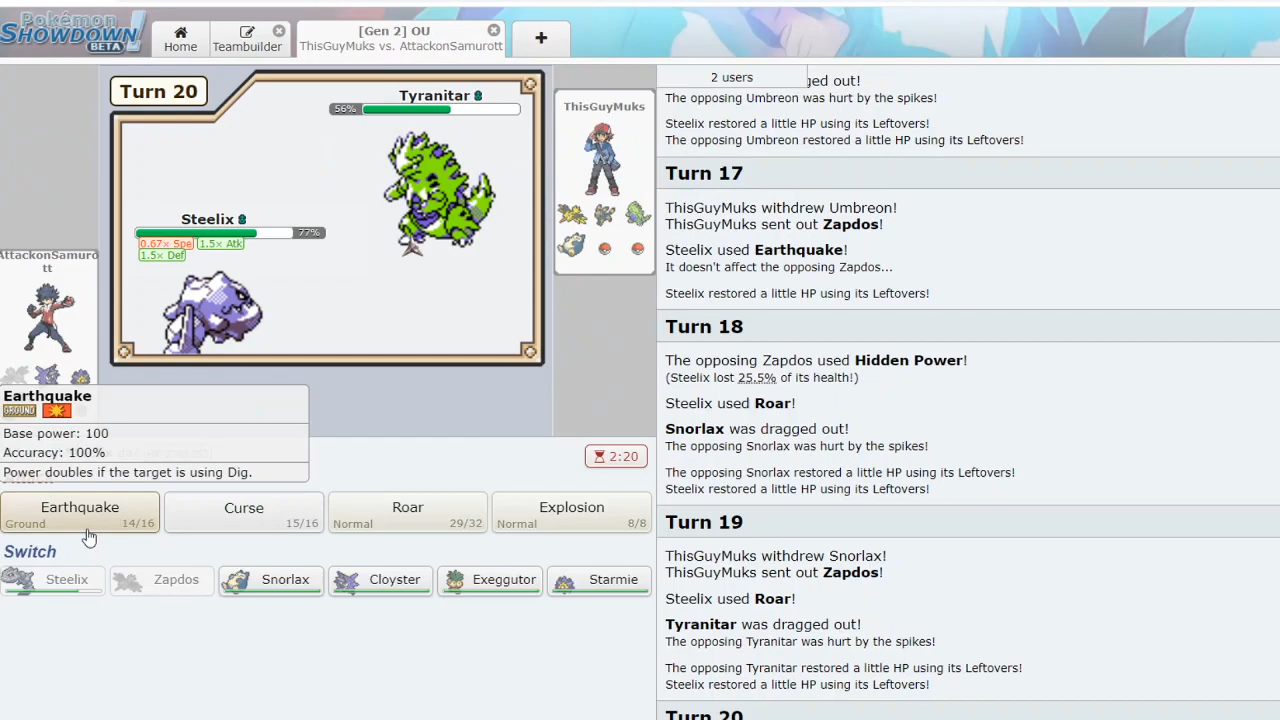 Pokémon
SHOWDOWN!
BETA
Home
Teambuilder
[Gen 2] OU
ThisGuyMuks vs. AttackonSamurott
+
Turn 20
Tyranitar
56%
Steelix
77%
0.67× Spe 1.5× Atk
1.5× Def
ThisGuyMuks
AttackonSamuro
tt
Earthquake
GROUND
Base power: 100
Accuracy: 100%
Power doubles if the target is using Dig.
2:20
Earthquake
Ground 14/16
Curse
15/16
Roar
Normal 29/32
Explosion
Normal 8/8
Switch
Steelix
Zapdos
Snorlax
Cloyster
Exeggutor
Starmie
2 users
ged out!
The opposing Umbreon was hurt by the spikes!
Steelix restored a little HP using its Leftovers!
The opposing Umbreon restored a little HP using its Leftovers!
Turn 17
ThisGuyMuks withdrew Umbreon!
ThisGuyMuks sent out Zapdos!
Steelix used Earthquake!
It doesn't affect the opposing Zapdos...
Steelix restored a little HP using its Leftovers!
Turn 18
The opposing Zapdos used Hidden Power!
(Steelix lost 25.5% of its health!)
Steelix used Roar!
Snorlax was dragged out!
The opposing Snorlax was hurt by the spikes!
The opposing Snorlax restored a little HP using its Leftovers!
Steelix restored a little HP using its Leftovers!
Turn 19
ThisGuyMuks withdrew Snorlax!
ThisGuyMuks sent out Zapdos!
Steelix used Roar!
Tyranitar was dragged out!
The opposing Tyranitar was hurt by the spikes!
The opposing Tyranitar restored a little HP using its Leftovers!
Steelix restored a little HP using its Leftovers!
Turn 20